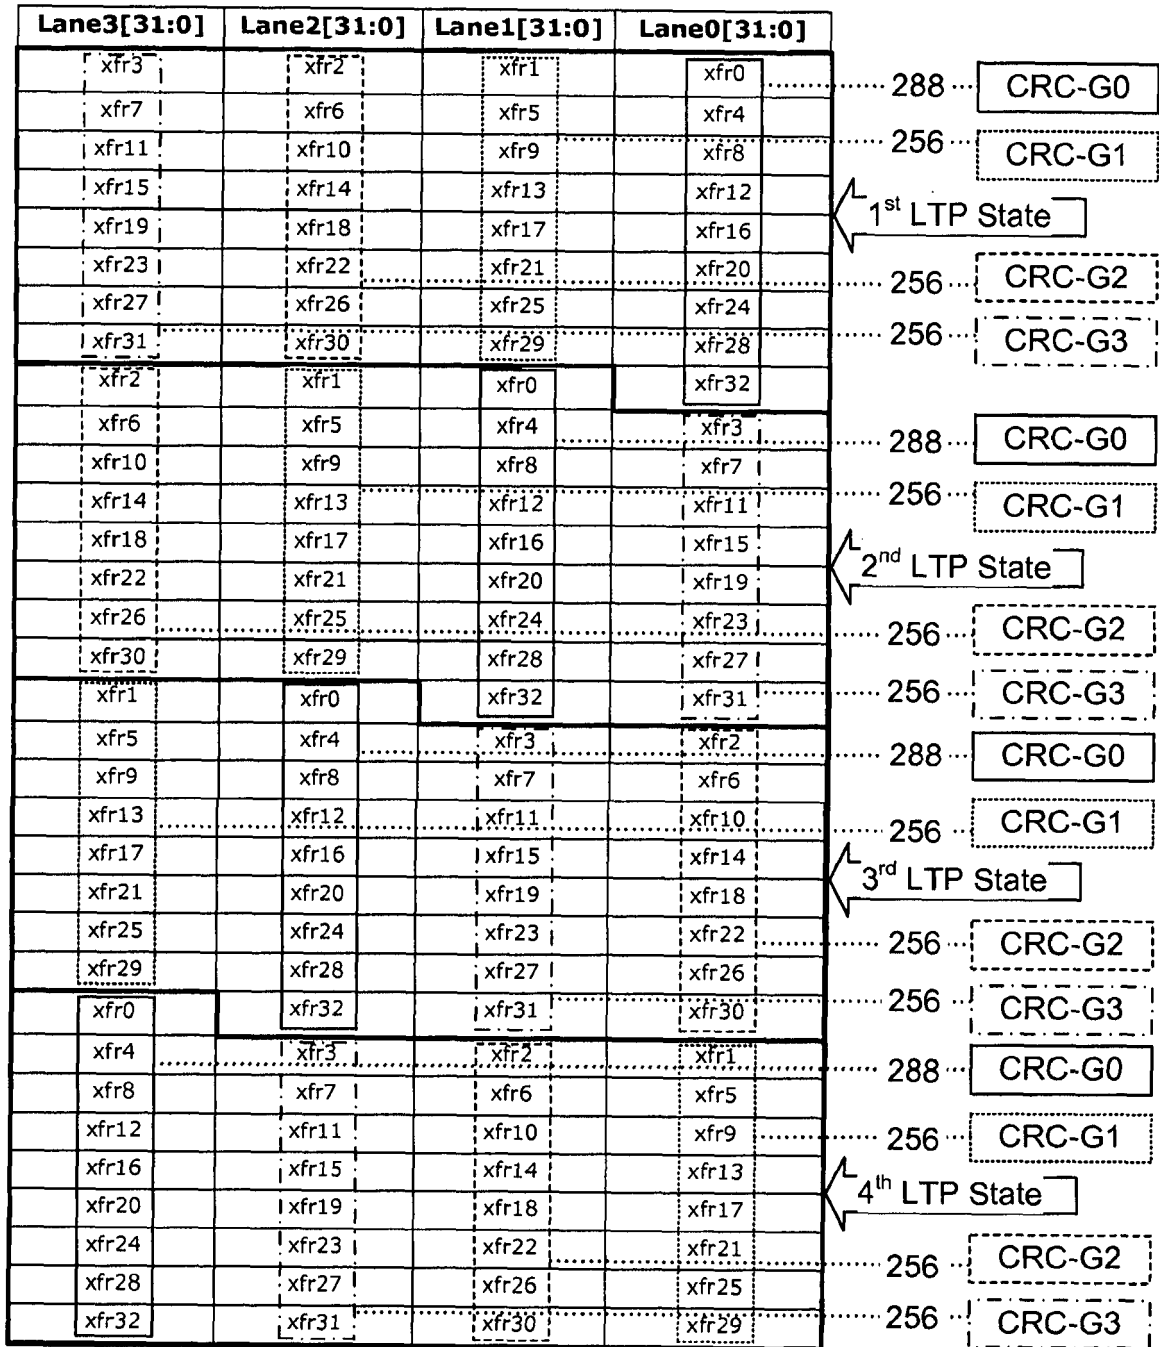 Lane3[31:0] Lane2[31:0] Lane1[31:0] Lane0[31:0]
xfr3 xfr2 xfr1 xfr0 288 CRC-G0
xfr7 xfr6 xfr5 xfr4
xfr11 xfr10 xfr9 xfr8 256 CRC-G1
xfr15 xfr14 xfr13 xfr12
xfr19 xfr18 xfr17 xfr16 1st LTP State
xfr23 xfr22 xfr21 xfr20 256 CRC-G2
xfr27 xfr26 xfr25 xfr24
xfr31 xfr30 xfr29 xfr28 256 CRC-G3
xfr2 xfr1 xfr0 xfr32
xfr6 xfr5 xfr4 xfr3 288 CRC-G0
xfr10 xfr9 xfr8 xfr7
xfr14 xfr13 xfr12 xfr11 256 CRC-G1
xfr18 xfr17 xfr16 xfr15
xfr22 xfr21 xfr20 xfr19 2nd LTP State
xfr26 xfr25 xfr24 xfr23 256 CRC-G2
xfr30 xfr29 xfr28 xfr27
xfr1 xfr0 xfr32 xfr31 256 CRC-G3
xfr5 xfr4 xfr3 xfr2 288 CRC-G0
xfr9 xfr8 xfr7 xfr6
xfr13 xfr12 xfr11 xfr10 256 CRC-G1
xfr17 xfr16 xfr15 xfr14
xfr21 xfr20 xfr19 xfr18 3rd LTP State
xfr25 xfr24 xfr23 xfr22 256 CRC-G2
xfr29 xfr28 xfr27 xfr26
xfr0 xfr32 xfr31 xfr30 256 CRC-G3
xfr4 xfr3 xfr2 xfr1 288 CRC-G0
xfr8 xfr7 xfr6 xfr5
xfr12 xfr11 xfr10 xfr9 256 CRC-G1
xfr16 xfr15 xfr14 xfr13
xfr20 xfr19 xfr18 xfr17 4th LTP State
xfr24 xfr23 xfr22 xfr21 256 CRC-G2
xfr28 xfr27 xfr26 xfr25
xfr32 xfr31 xfr30 xfr29 256 CRC-G3